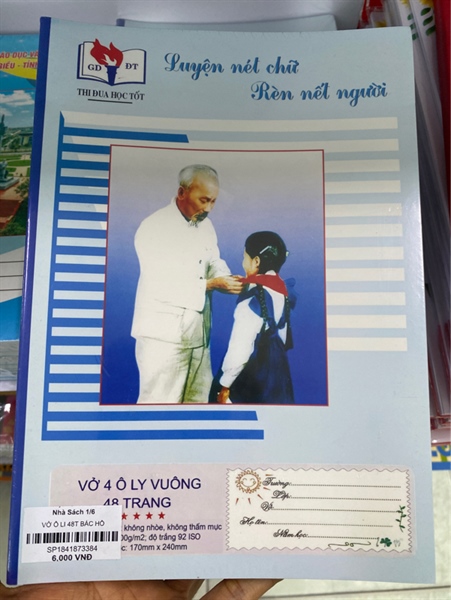 GD ĐT
THI ĐUA HỌC TỐT
Luyện nét chữ
Rèn nết người
VỞ 4 Ô LY VUÔNG
48 TRANG
không nhòe, không thấm mực
g/m2; độ trắng 92 ISO
170mm x 240mm
Nhà Sách 1/6
VỞ Ô LI 48T BÁC HỒ
SP1841873384
6,000 VNĐ
Trường:
Lớp:
Họ tên:
Năm học: